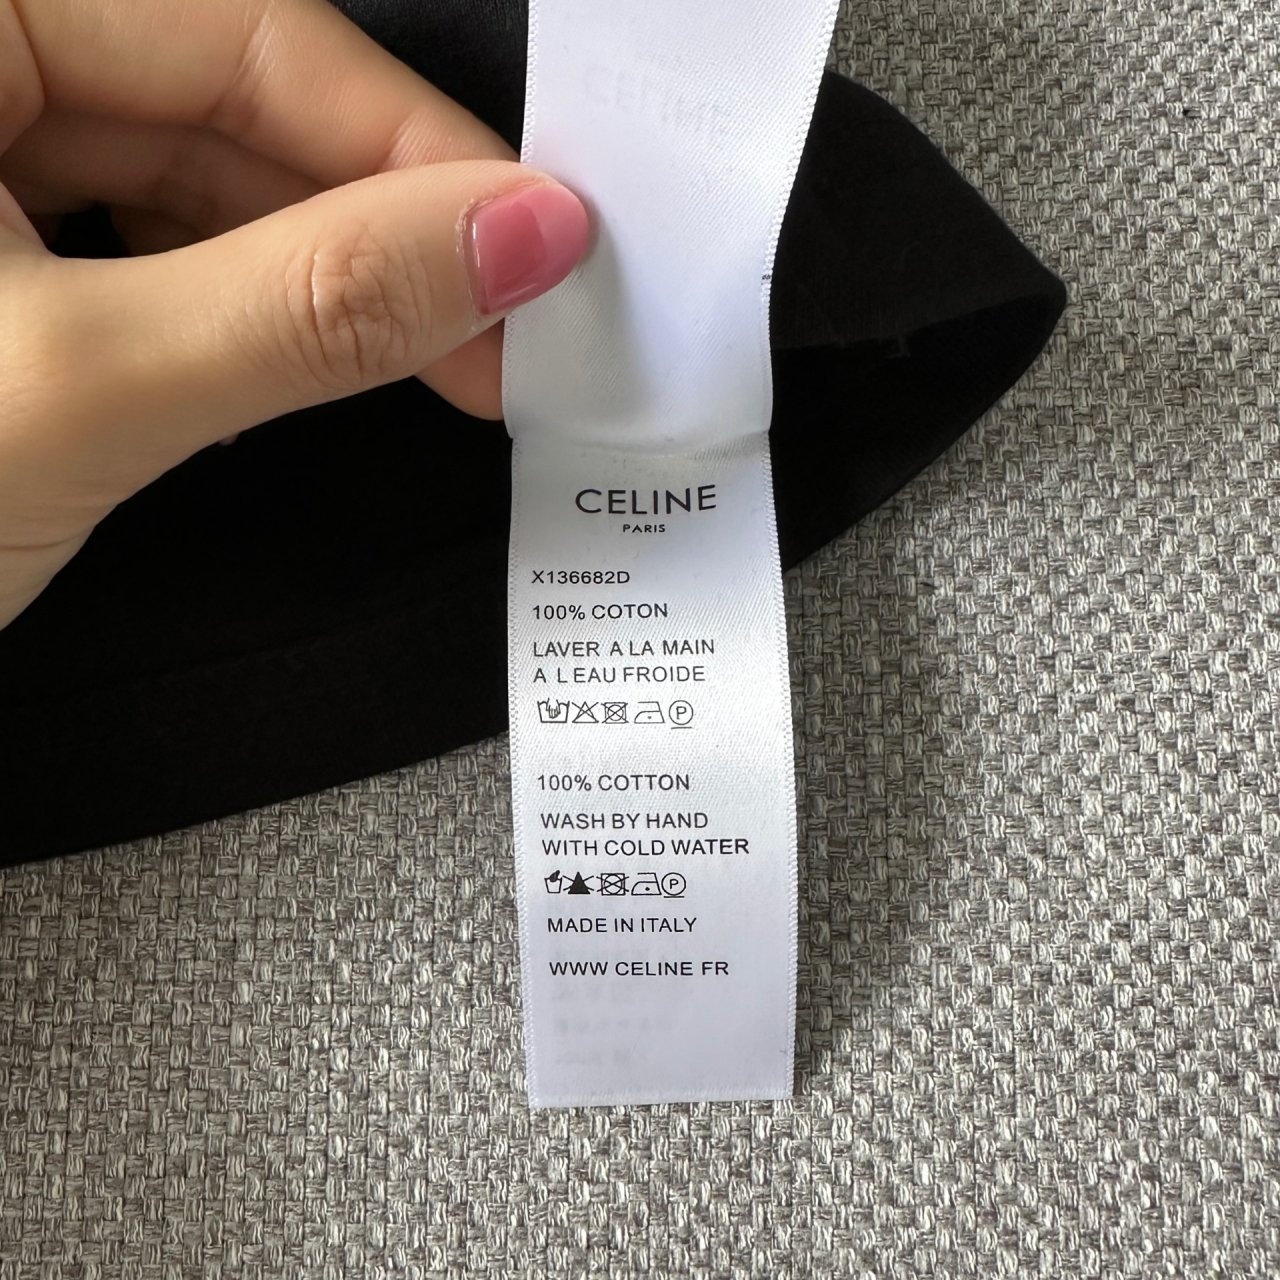 CELINE
PARIS
X136682D
100% COTON
LAVER A LA MAIN
A L EAU FROIDE
P
100% COTTON
WASH BY HAND
WITH COLD WATER
P
MADE IN ITALY
WWW CELINE FR